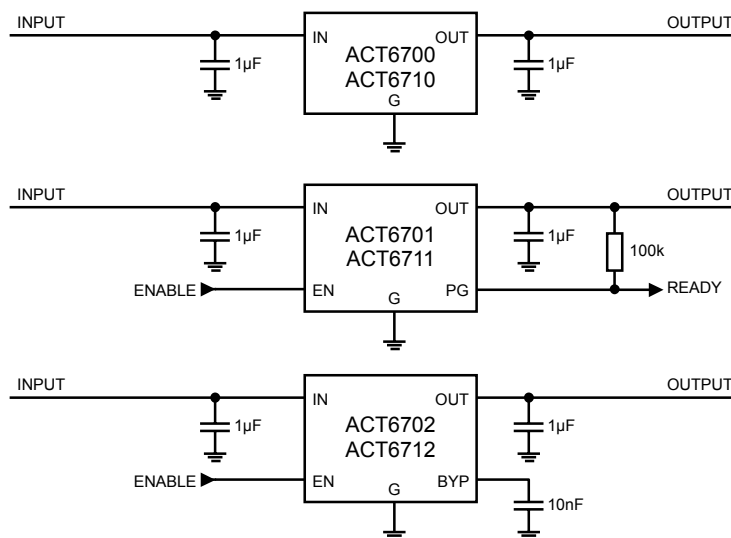 INPUT
OUTPUT
IN
OUT
ACT6700
ACT6710
G
1µF
1µF
INPUT
OUTPUT
IN
OUT
ACT6701
ACT6711
1µF
1µF
100k
ENABLE
EN
G
PG
READY
INPUT
OUTPUT
IN
OUT
ACT6702
ACT6712
1µF
1µF
ENABLE
EN
G
BYP
10nF